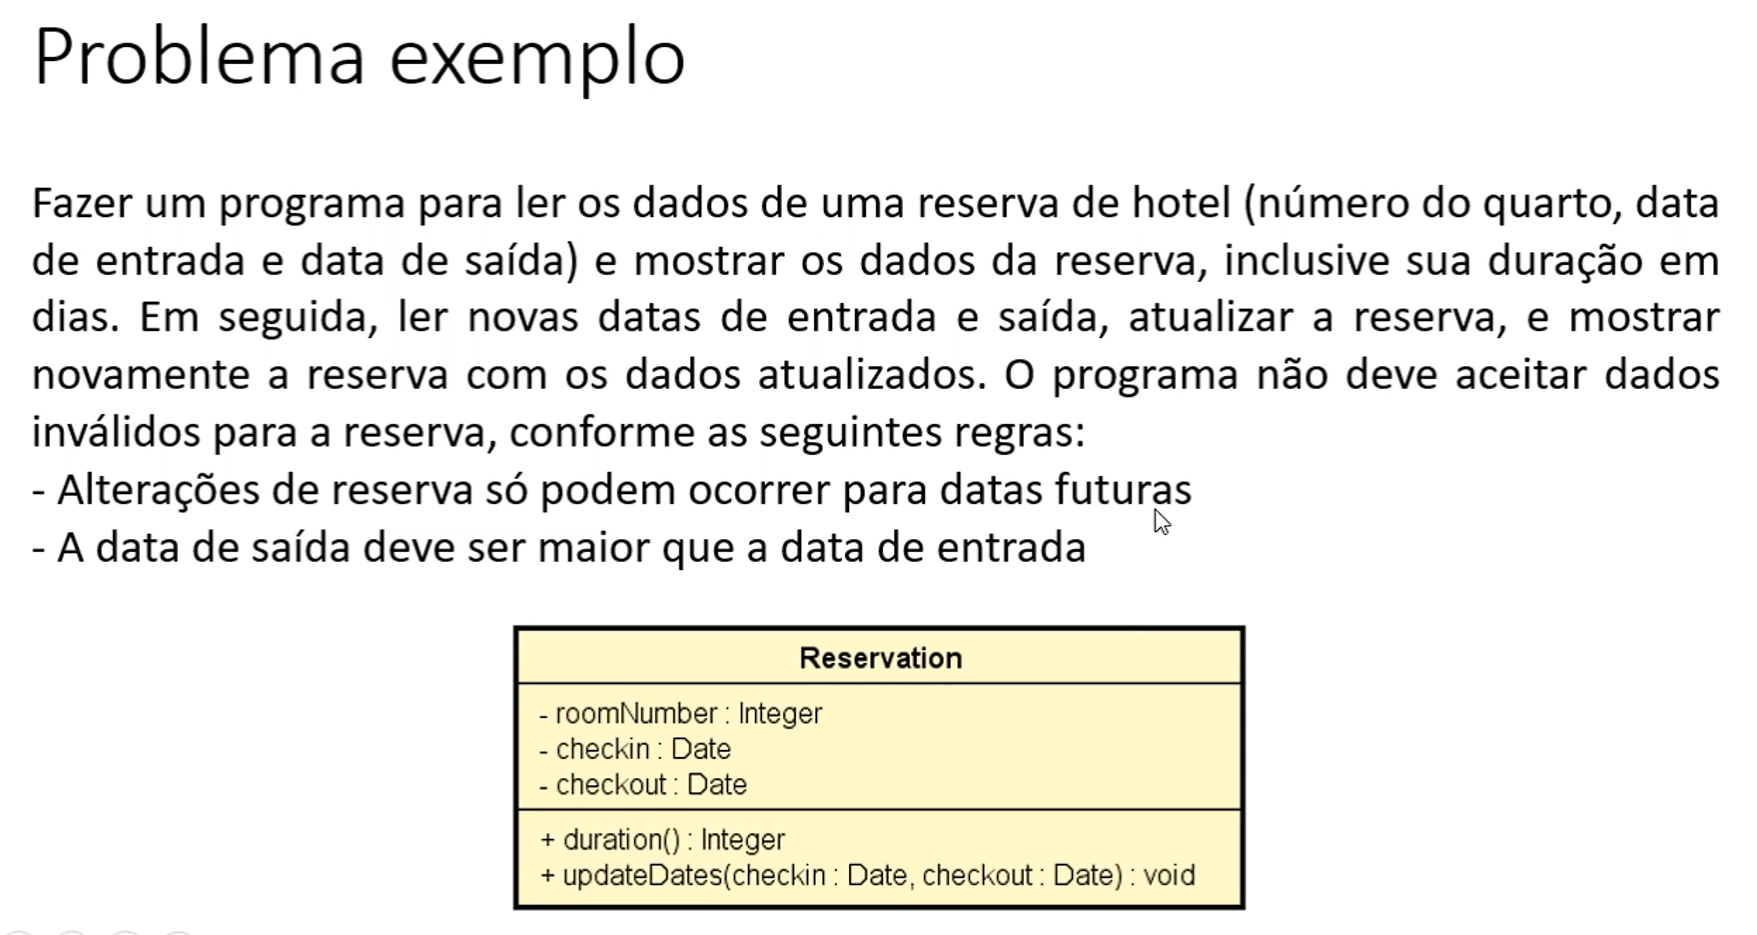 Problema exemplo
Fazer um programa para ler os dados de uma reserva de hotel (número do quarto, data
de entrada e data de saída) e mostrar os dados da reserva, inclusive sua duração em
dias. Em seguida, ler novas datas de entrada e saída, atualizar a reserva, e mostrar
novamente a reserva com os dados atualizados. O programa não deve aceitar dados
inválidos para a reserva, conforme as seguintes regras:
- Alterações de reserva só podem ocorrer para datas futuras
- A data de saída deve ser maior que a data de entrada
Reservation
- roomNumber : Integer
- checkin : Date
- checkout : Date
+ duration() : Integer
+ updateDates(checkin : Date, checkout : Date) : void